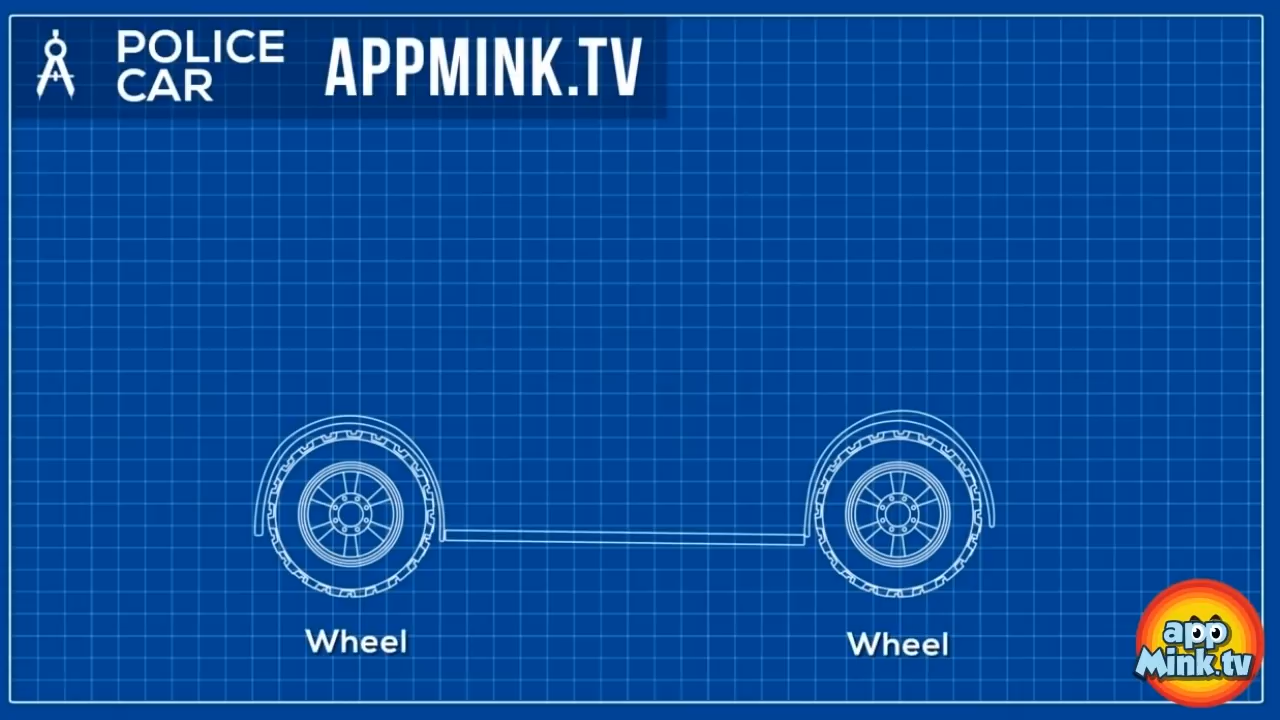 POLICE
CAR
APPMINK.TV
Wheel
Wheel
app
Mink.tv